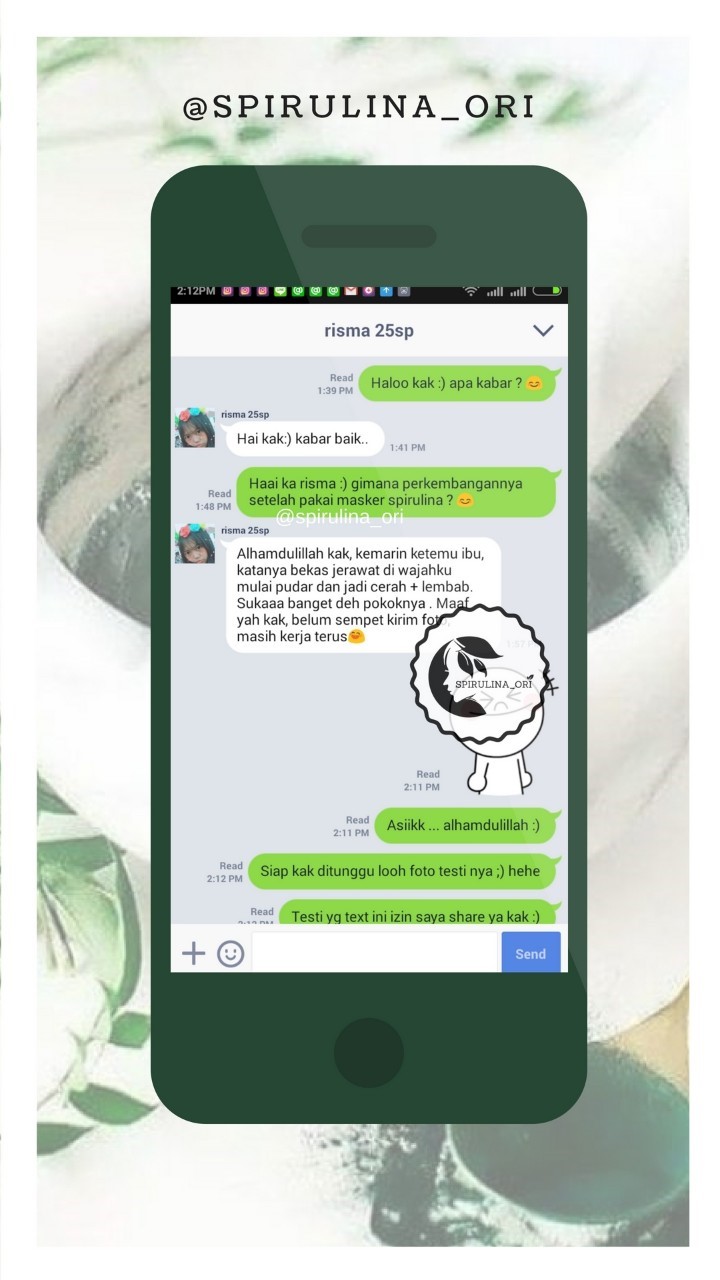 @SPIRULINA_ORI
2:12PM
risma 25sp
Read
1:39 PM
Haloo kak :) apa kabar ? 😊
risma 25sp
Hai kak:) kabar baik..
1:41 PM
Haai ka risma :) gimana perkembangannya
setelah pakai masker spirulina ? 😊
Read
1:48 PM
@spirulina_ori
risma 25sp
Alhamdulillah kak, kemarin ketemu ibu,
katanya bekas jerawat di wajahku
mulai pudar dan jadi cerah + lembab.
Sukaaa banget deh pokoknya . Maaf
yah kak, belum sempet kirim foto,
masih kerja terus😊
SPIRULINA_ORI
Read
2:11 PM
Read
2:11 PM
Asiikk ... alhamdulillah :)
Read
2:12 PM
Siap kak ditunggu looh foto testi nya ;) hehe
Read
2:12 PM
Testi yg text ini izin saya share ya kak :)
Send